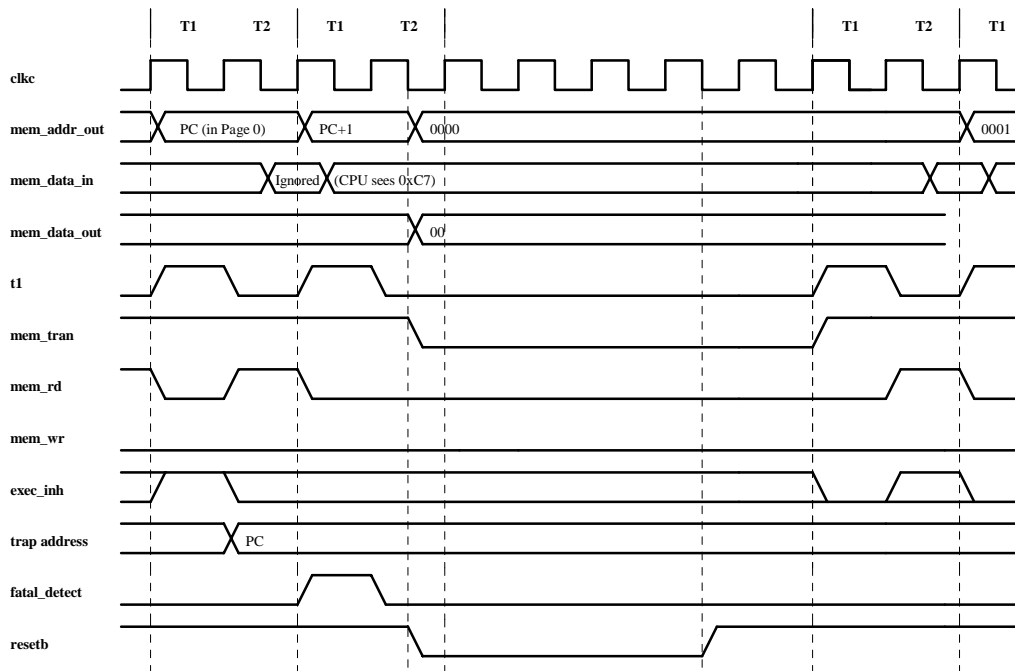 T1 T2 T1 T2 T1 T2 T1
clkc
mem_addr_out PC (in Page 0) PC+1 0000 0001
mem_data_in Ignored (CPU sees 0xC7)
mem_data_out 00
t1
mem_tran
mem_rd
mem_wr
exec_inh
trap address PC
fatal_detect
resetb